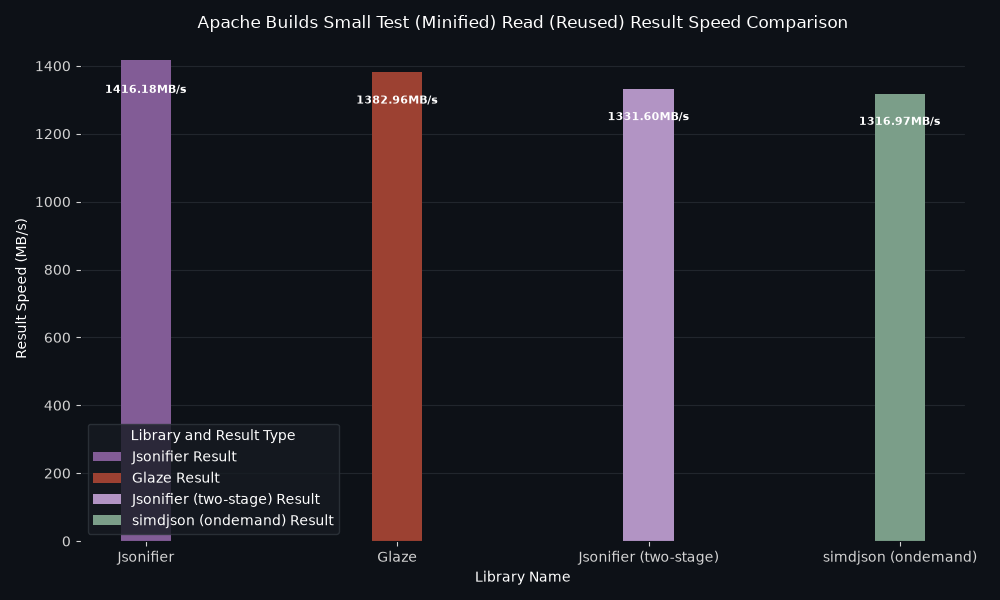 Apache Builds Small Test (Minified) Read (Reused) Result Speed Comparison
Result Speed (MB/s)
1400
1200
1000
800
600
400
200
0
1416.18MB/s
1382.96MB/s
1331.60MB/s
1316.97MB/s
Library and Result Type
Jsonifier Result
Glaze Result
Jsonifier (two-stage) Result
simdjson (ondemand) Result
Jsonifier
Glaze
Jsonifier (two-stage)
simdjson (ondemand)
Library Name